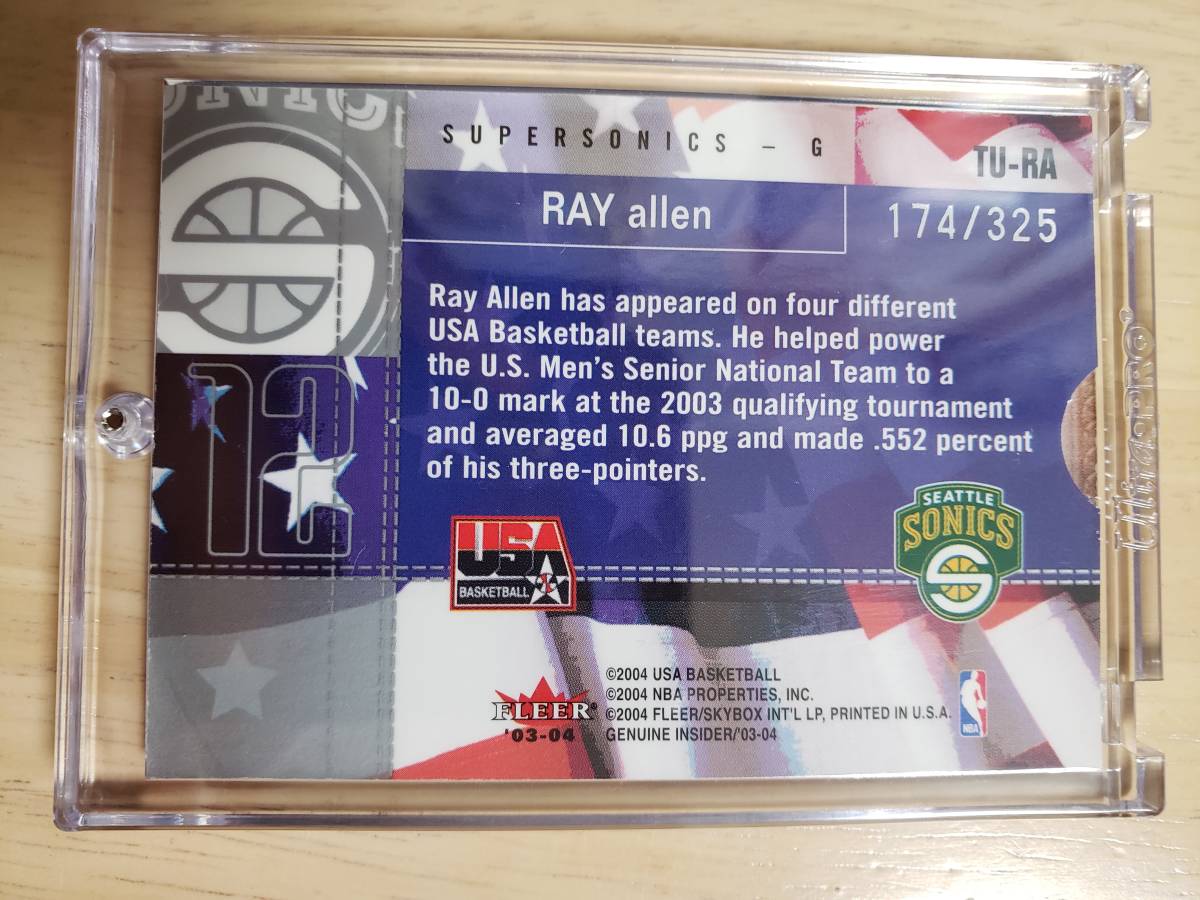 SUPERSONICS – G
TU-RA
RAY allen
174/325
Ray Allen has appeared on four different
USA Basketball teams. He helped power
the U.S. Men's Senior National Team to a
10-0 mark at the 2003 qualifying tournament
and averaged 10.6 ppg and made .552 percent
of his three-pointers.
12
USA
BASKETBALL
SEATTLE
SONICS
FLEER®
'03-04
©2004 USA BASKETBALL
©2004 NBA PROPERTIES, INC.
©2004 FLEER/SKYBOX INT'L LP, PRINTED IN U.S.A.
GENUINE INSIDER/'03-04
NBA
UltraPRO®